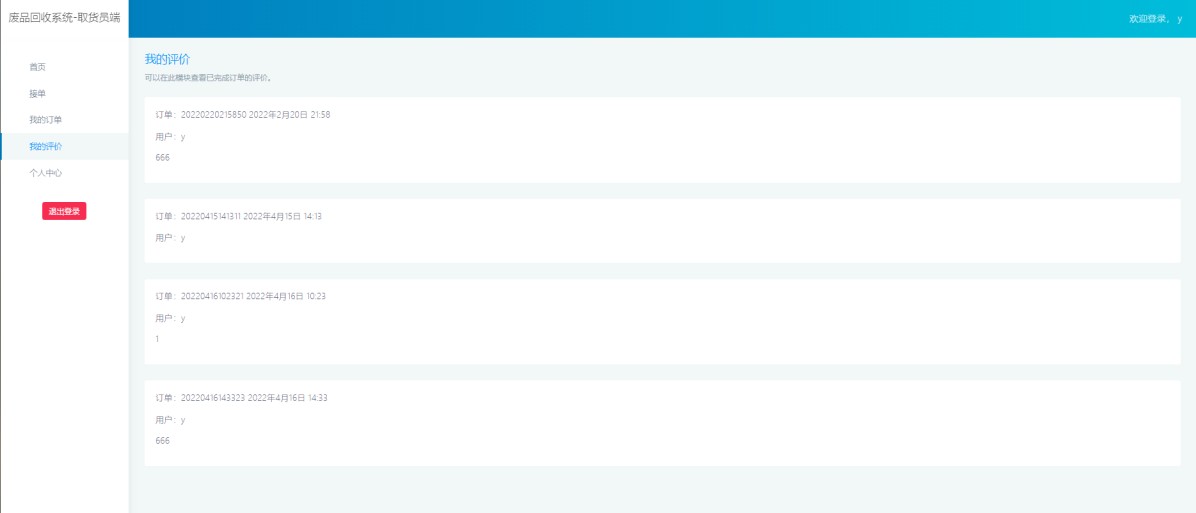 废品回收系统-取货员端
欢迎登录， y
首页
接单
我的订单
我的评价
个人中心
退出登录
我的评价
可以在此模块查看已完成订单的评价。
订单：20220220215850 2022年2月20日 21:58
用户：y
666
订单：20220415141311 2022年4月15日 14:13
用户：y
订单：20220416102321 2022年4月16日 10:23
用户：y
1
订单：20220416143323 2022年4月16日 14:33
用户：y
666